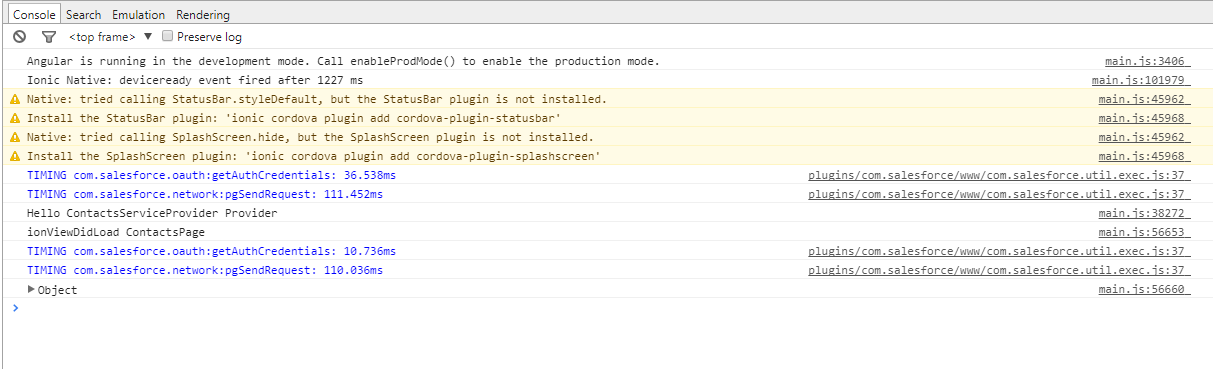 Console Search Emulation Rendering
<top frame> ▼ Preserve log
Angular is running in the development mode. Call enableProdMode() to enable the production mode. main.js:3406
Ionic Native: deviceready event fired after 1227 ms main.js:101979
Native: tried calling StatusBar.styleDefault, but the StatusBar plugin is not installed. main.js:45962
Install the StatusBar plugin: 'ionic cordova plugin add cordova-plugin-statusbar' main.js:45968
Native: tried calling SplashScreen.hide, but the SplashScreen plugin is not installed. main.js:45962
Install the SplashScreen plugin: 'ionic cordova plugin add cordova-plugin-splashscreen' main.js:45968
TIMING com.salesforce.oauth:getAuthCredentials: 36.538ms plugins/com.salesforce/www/com.salesforce.util.exec.js:37
TIMING com.salesforce.network:pgSendRequest: 111.452ms plugins/com.salesforce/www/com.salesforce.util.exec.js:37
Hello ContactsServiceProvider Provider main.js:38272
ionViewDidLoad ContactsPage main.js:56653
TIMING com.salesforce.oauth:getAuthCredentials: 10.736ms plugins/com.salesforce/www/com.salesforce.util.exec.js:37
TIMING com.salesforce.network:pgSendRequest: 110.036ms plugins/com.salesforce/www/com.salesforce.util.exec.js:37
▶ Object main.js:56660
>